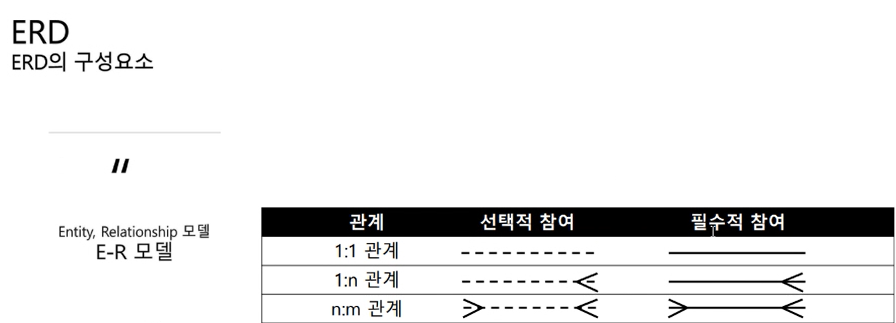 ERD
ERD의 구성요소
“
Entity, Relationship 모델
E-R 모델
관계 선택적 참여 필수적 참여
1:1 관계
1:n 관계
n:m 관계